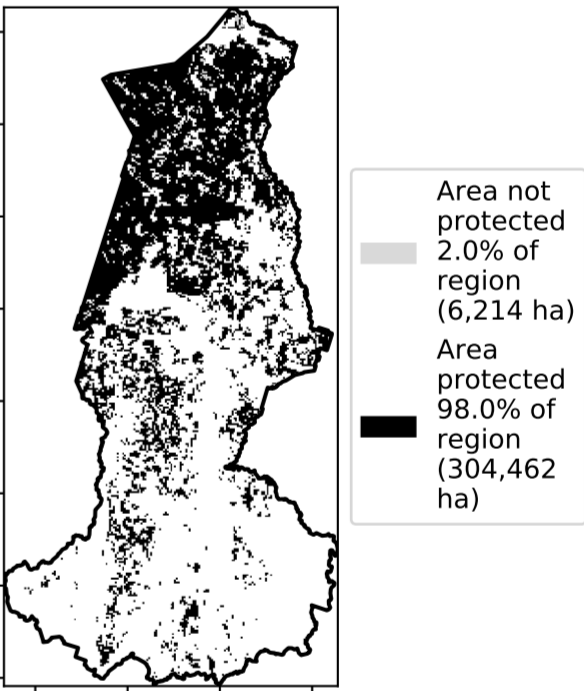 Area not
protected
2.0% of
region
(6,214 ha)
Area
protected
98.0% of
region
(304,462
ha)